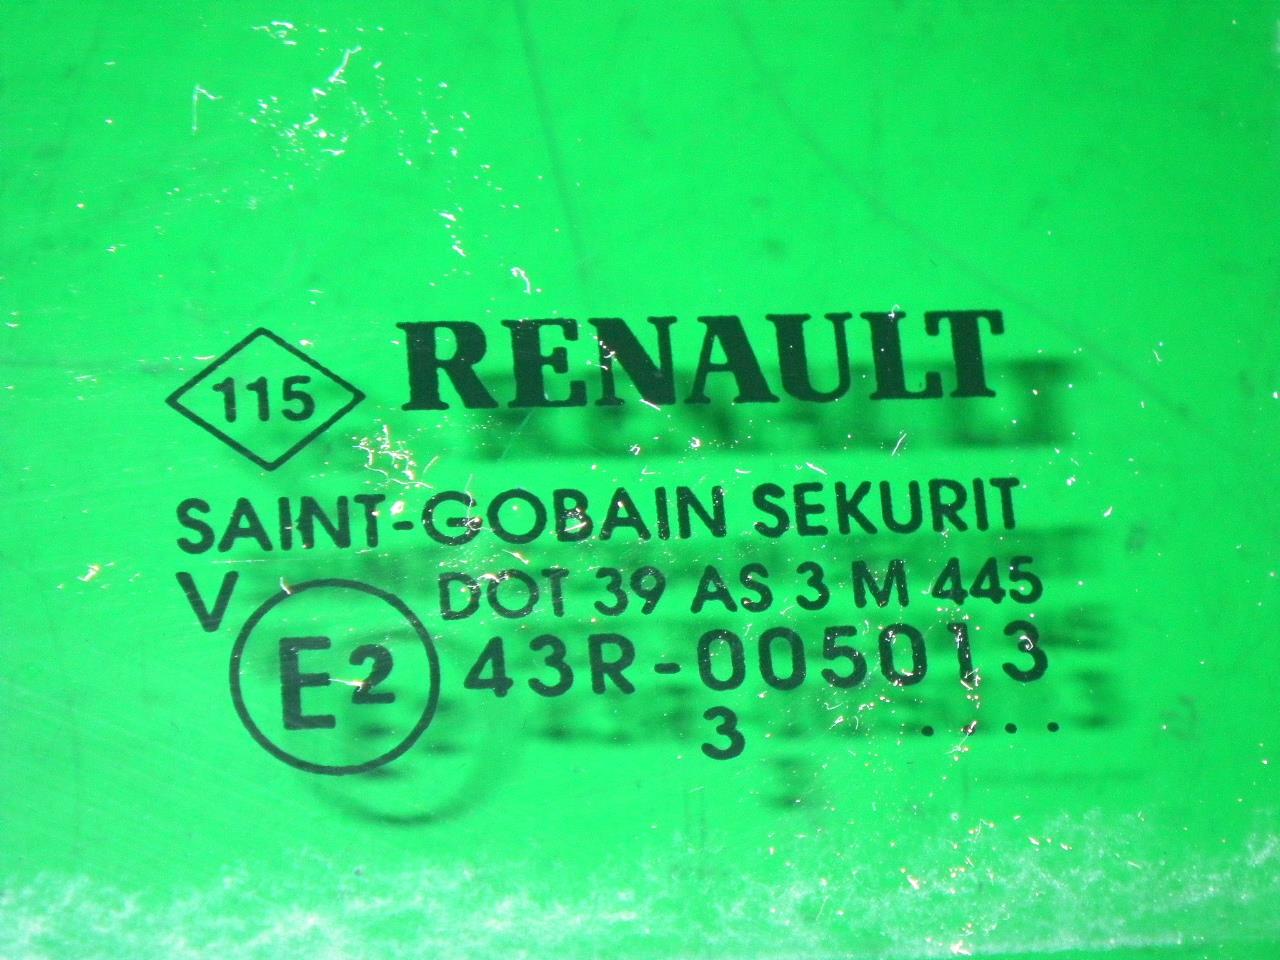 115 RENAULT
SAINT-GOBAIN SEKURIT
V DOT 39 AS 3 M 445
E2 43R-005013
3 ....